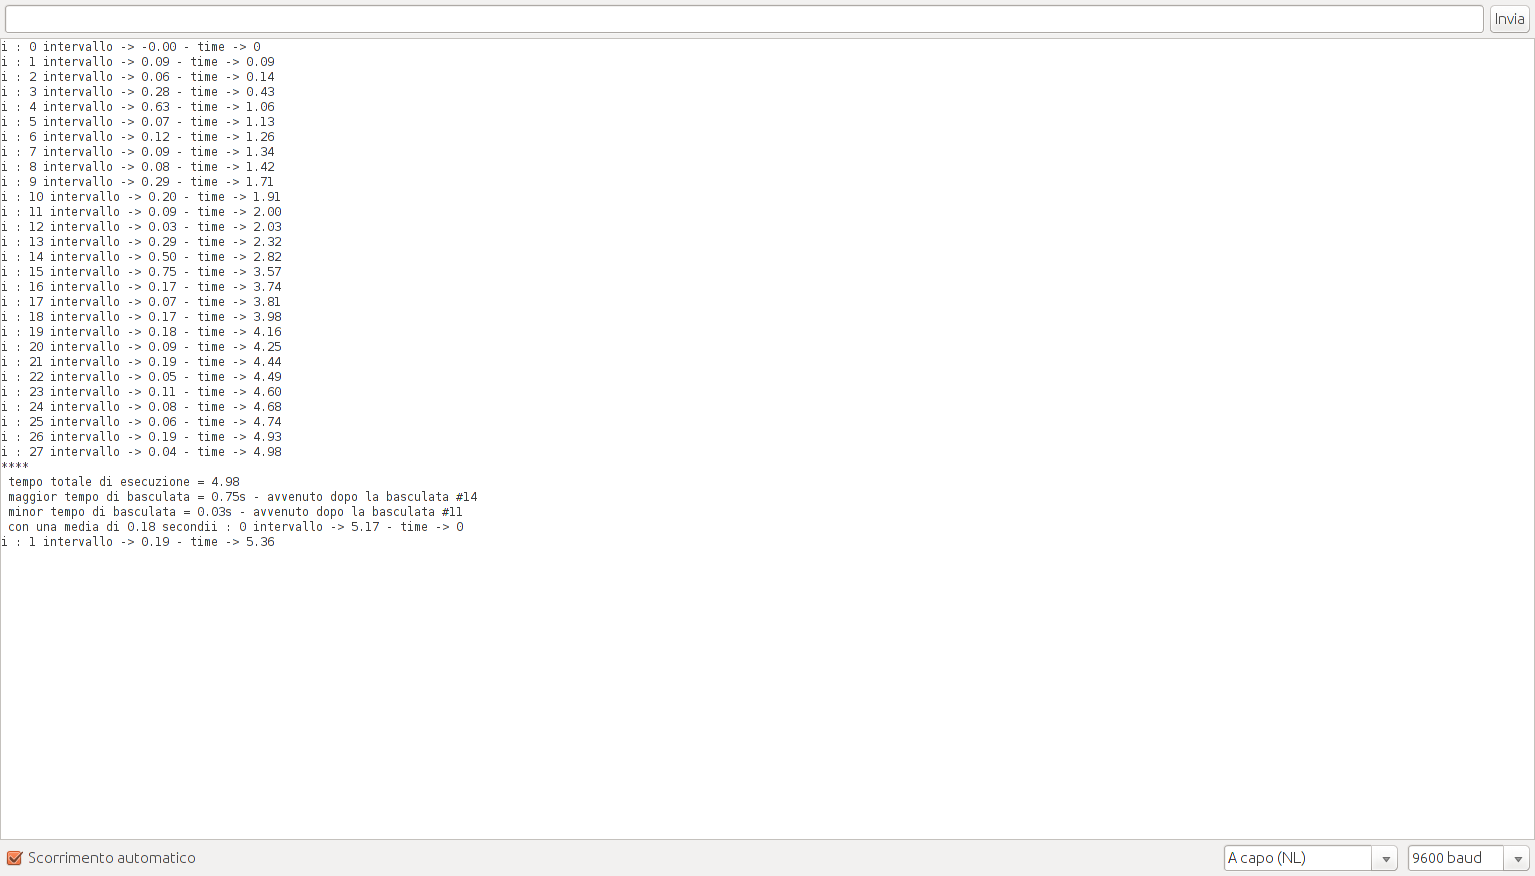 Invia
i : 0 intervallo -> -0.00 - time -> 0
i : 1 intervallo -> 0.09 - time -> 0.09
i : 2 intervallo -> 0.06 - time -> 0.14
i : 3 intervallo -> 0.28 - time -> 0.43
i : 4 intervallo -> 0.63 - time -> 1.06
i : 5 intervallo -> 0.07 - time -> 1.13
i : 6 intervallo -> 0.12 - time -> 1.26
i : 7 intervallo -> 0.09 - time -> 1.34
i : 8 intervallo -> 0.08 - time -> 1.42
i : 9 intervallo -> 0.29 - time -> 1.71
i : 10 intervallo -> 0.20 - time -> 1.91
i : 11 intervallo -> 0.09 - time -> 2.00
i : 12 intervallo -> 0.03 - time -> 2.03
i : 13 intervallo -> 0.29 - time -> 2.32
i : 14 intervallo -> 0.50 - time -> 2.82
i : 15 intervallo -> 0.75 - time -> 3.57
i : 16 intervallo -> 0.17 - time -> 3.74
i : 17 intervallo -> 0.07 - time -> 3.81
i : 18 intervallo -> 0.17 - time -> 3.98
i : 19 intervallo -> 0.18 - time -> 4.16
i : 20 intervallo -> 0.09 - time -> 4.25
i : 21 intervallo -> 0.19 - time -> 4.44
i : 22 intervallo -> 0.05 - time -> 4.49
i : 23 intervallo -> 0.11 - time -> 4.60
i : 24 intervallo -> 0.08 - time -> 4.68
i : 25 intervallo -> 0.06 - time -> 4.74
i : 26 intervallo -> 0.19 - time -> 4.93
i : 27 intervallo -> 0.04 - time -> 4.98
****
tempo totale di esecuzione = 4.98
maggior tempo di basculata = 0.75s - avvenuto dopo la basculata #14
minor tempo di basculata = 0.03s - avvenuto dopo la basculata #11
con una media di 0.18 secondii : 0 intervallo -> 5.17 - time -> 0
i : 1 intervallo -> 0.19 - time -> 5.36
Scorrimento automatico
A capo (NL)
9600 baud